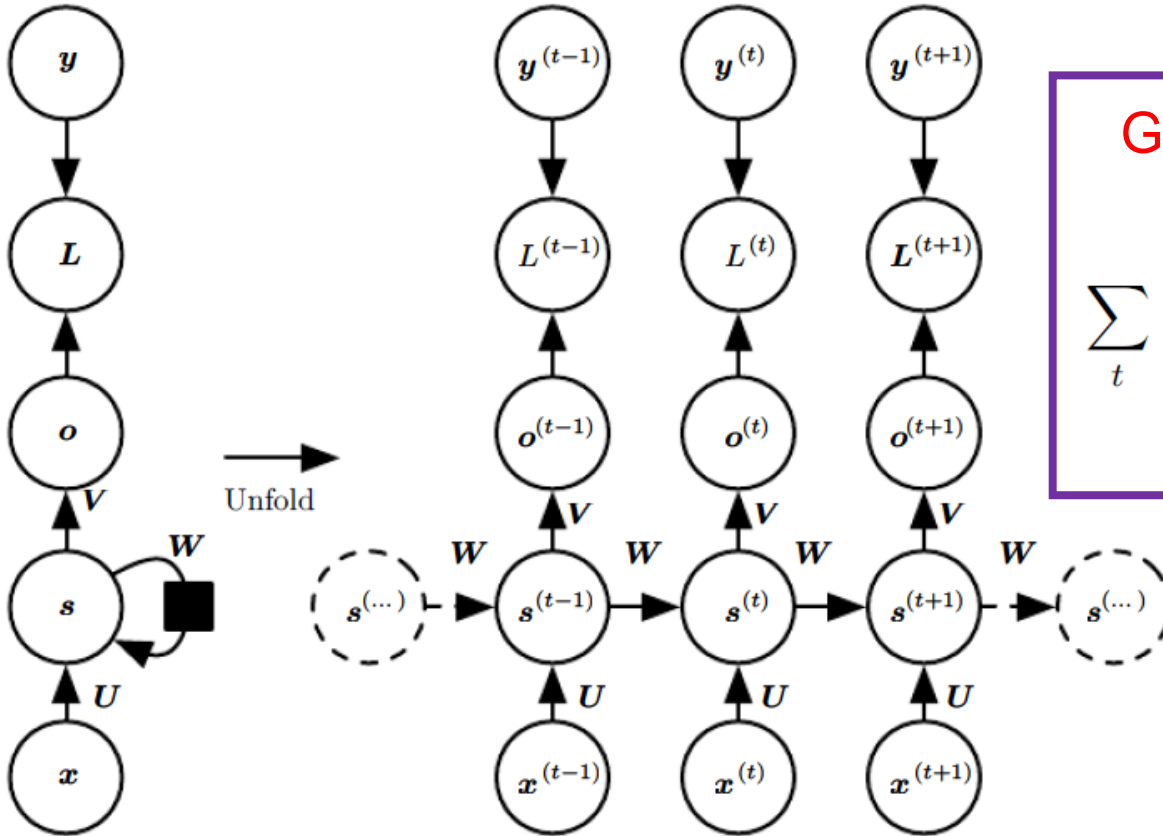 y y^{(t−1)} y^{(t)} y^{(t+1)}
G
L L^{(t−1)} L^{(t)} L^{(t+1)}
∑
t
o o^{(t−1)} o^{(t)} o^{(t+1)}
Unfold
V V V V
W W W W W
s s^{(...)} s^{(t−1)} s^{(t)} s^{(t+1)} s^{(...)}
U U U U
x x^{(t−1)} x^{(t)} x^{(t+1)}